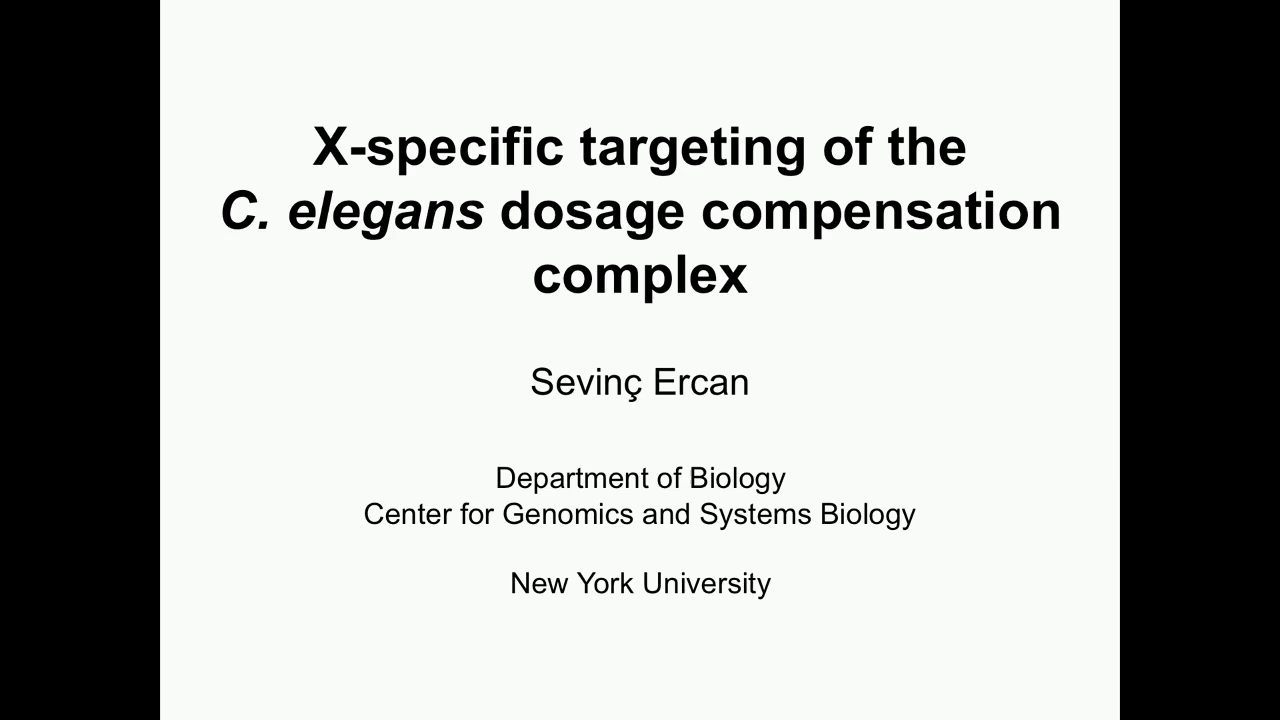 X-specific targeting of the
C. elegans dosage compensation
complex
Sevinç Ercan
Department of Biology
Center for Genomics and Systems Biology
New York University